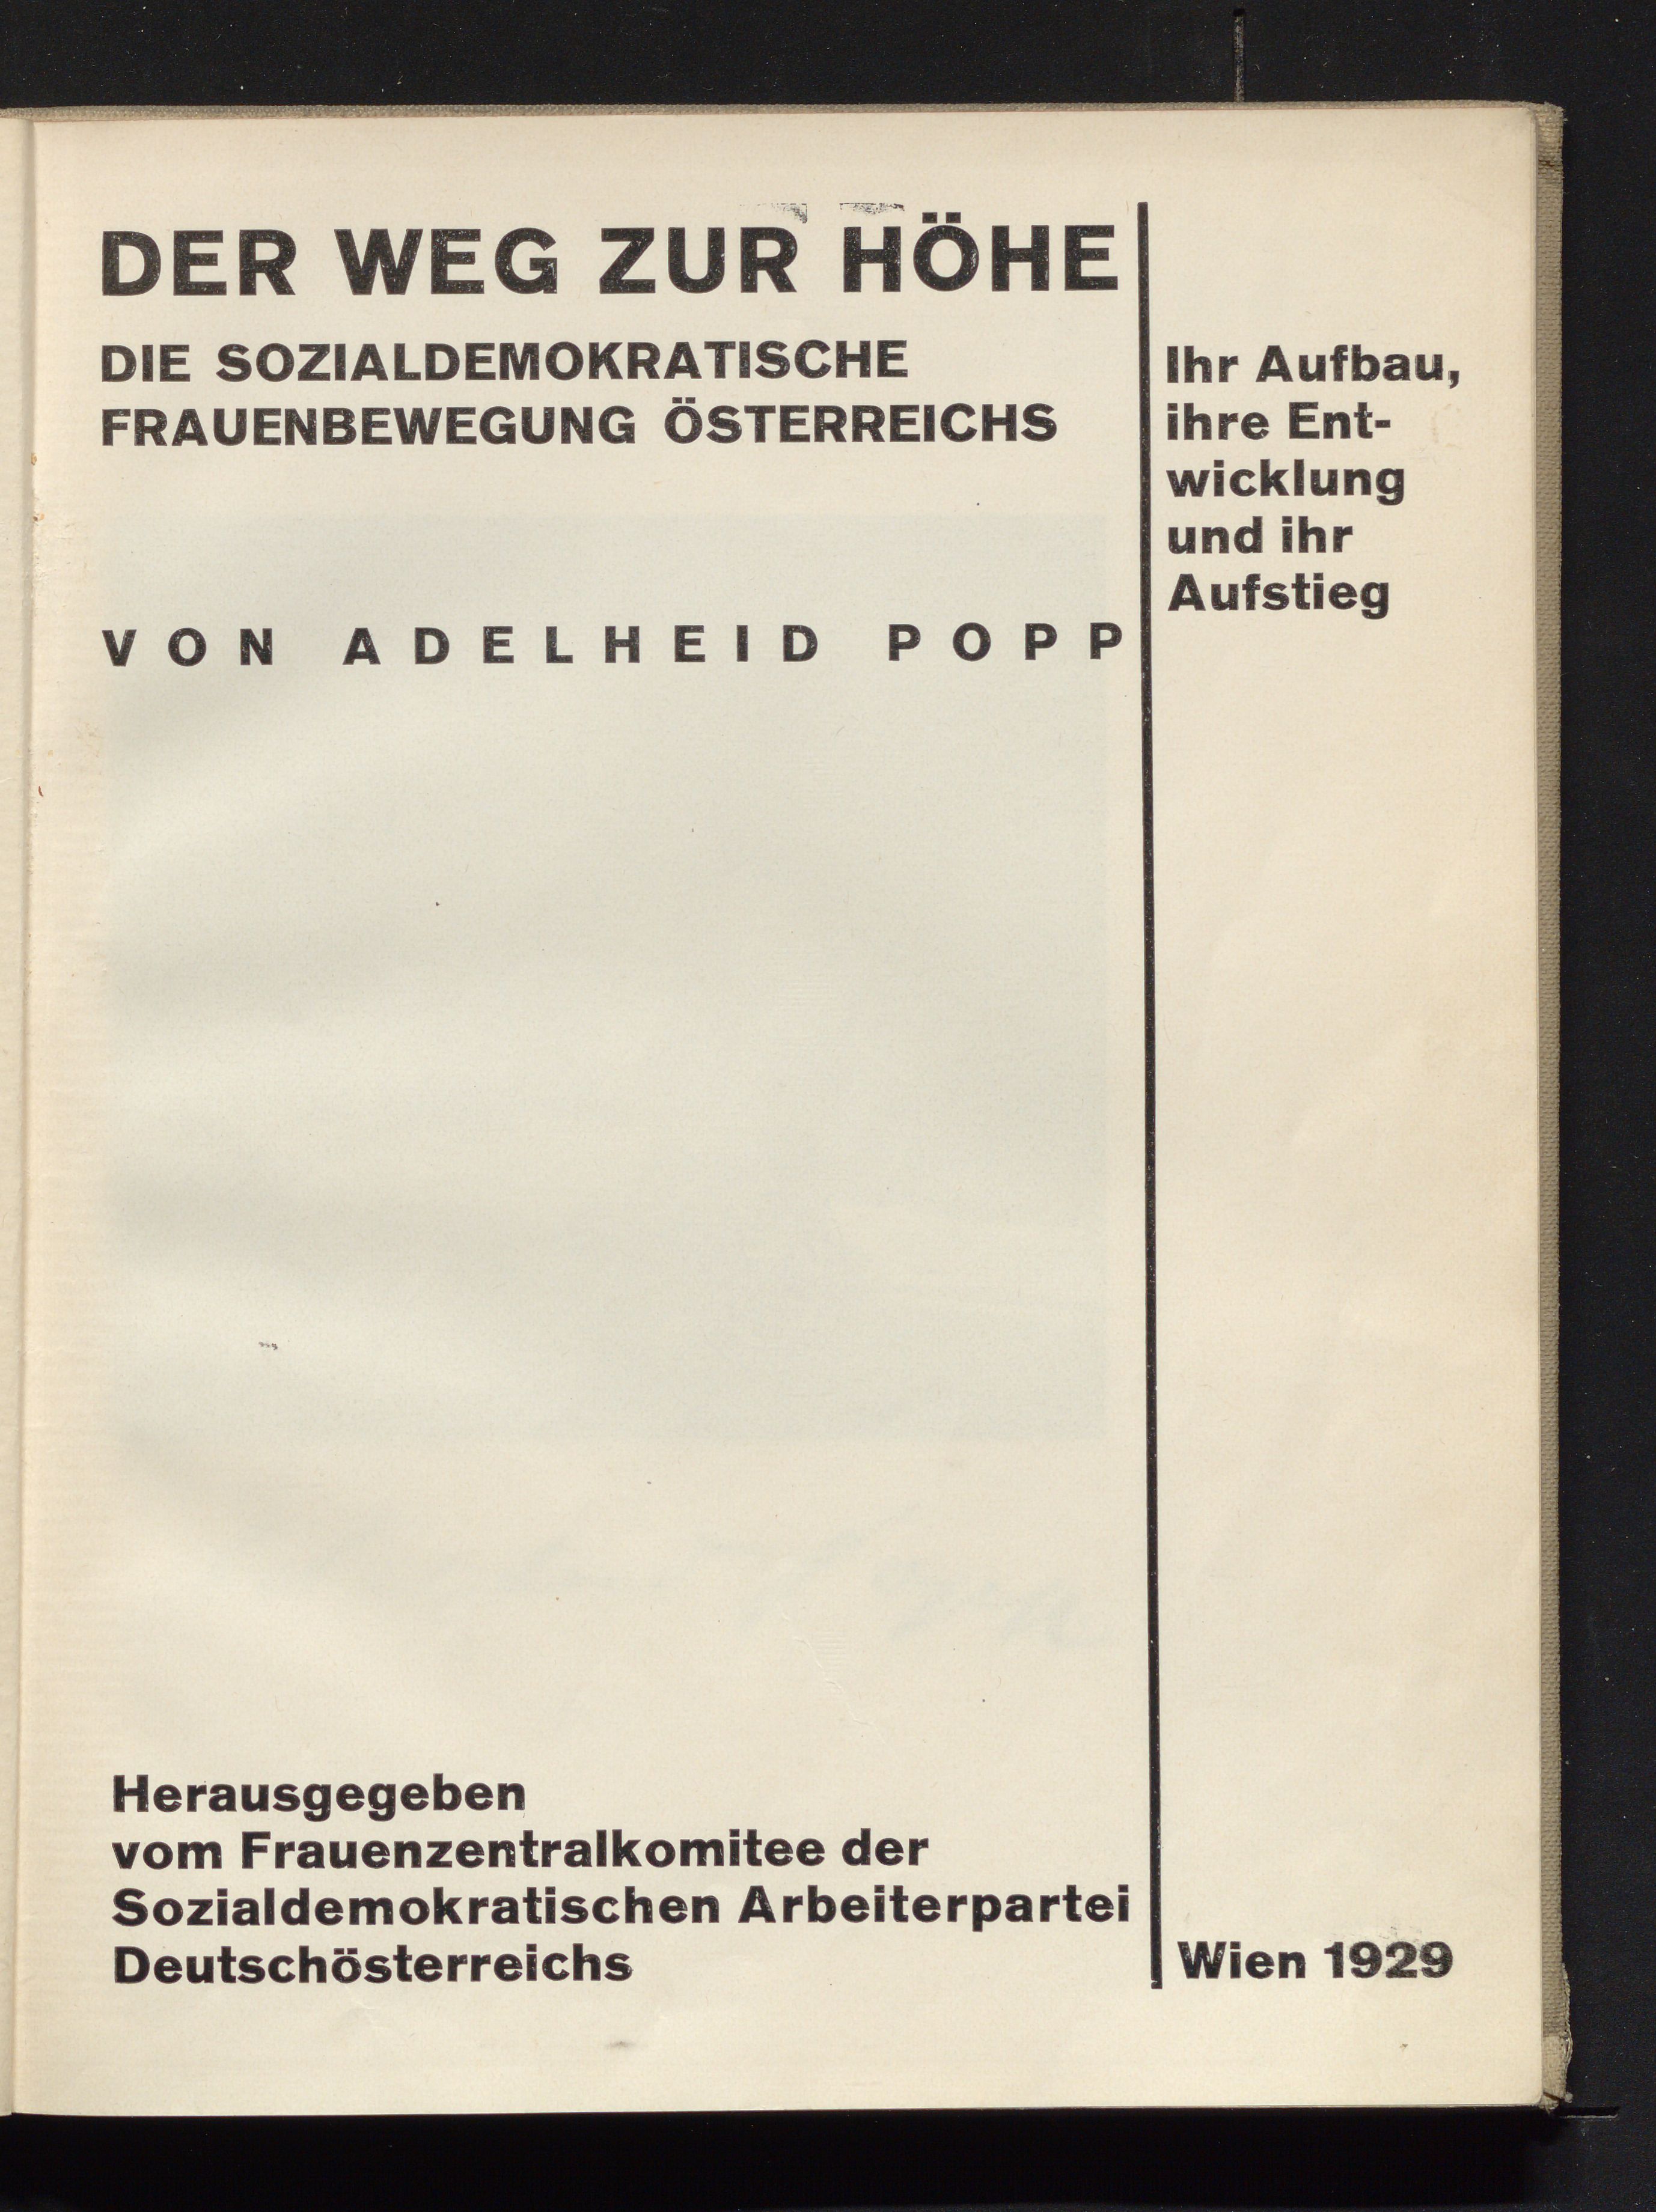 DER WEG ZUR HÖHE
DIE SOZIALDEMOKRATISCHE
FRAUENBEWEGUNG ÖSTERREICHS
Ihr Aufbau,
ihre Ent-
wicklung
und ihr
Aufstieg
VON ADELHEID POPP
Herausgegeben
vom Frauenzentralkomitee der
Sozialdemokratischen Arbeiterpartei
Deutschösterreichs
Wien 1929